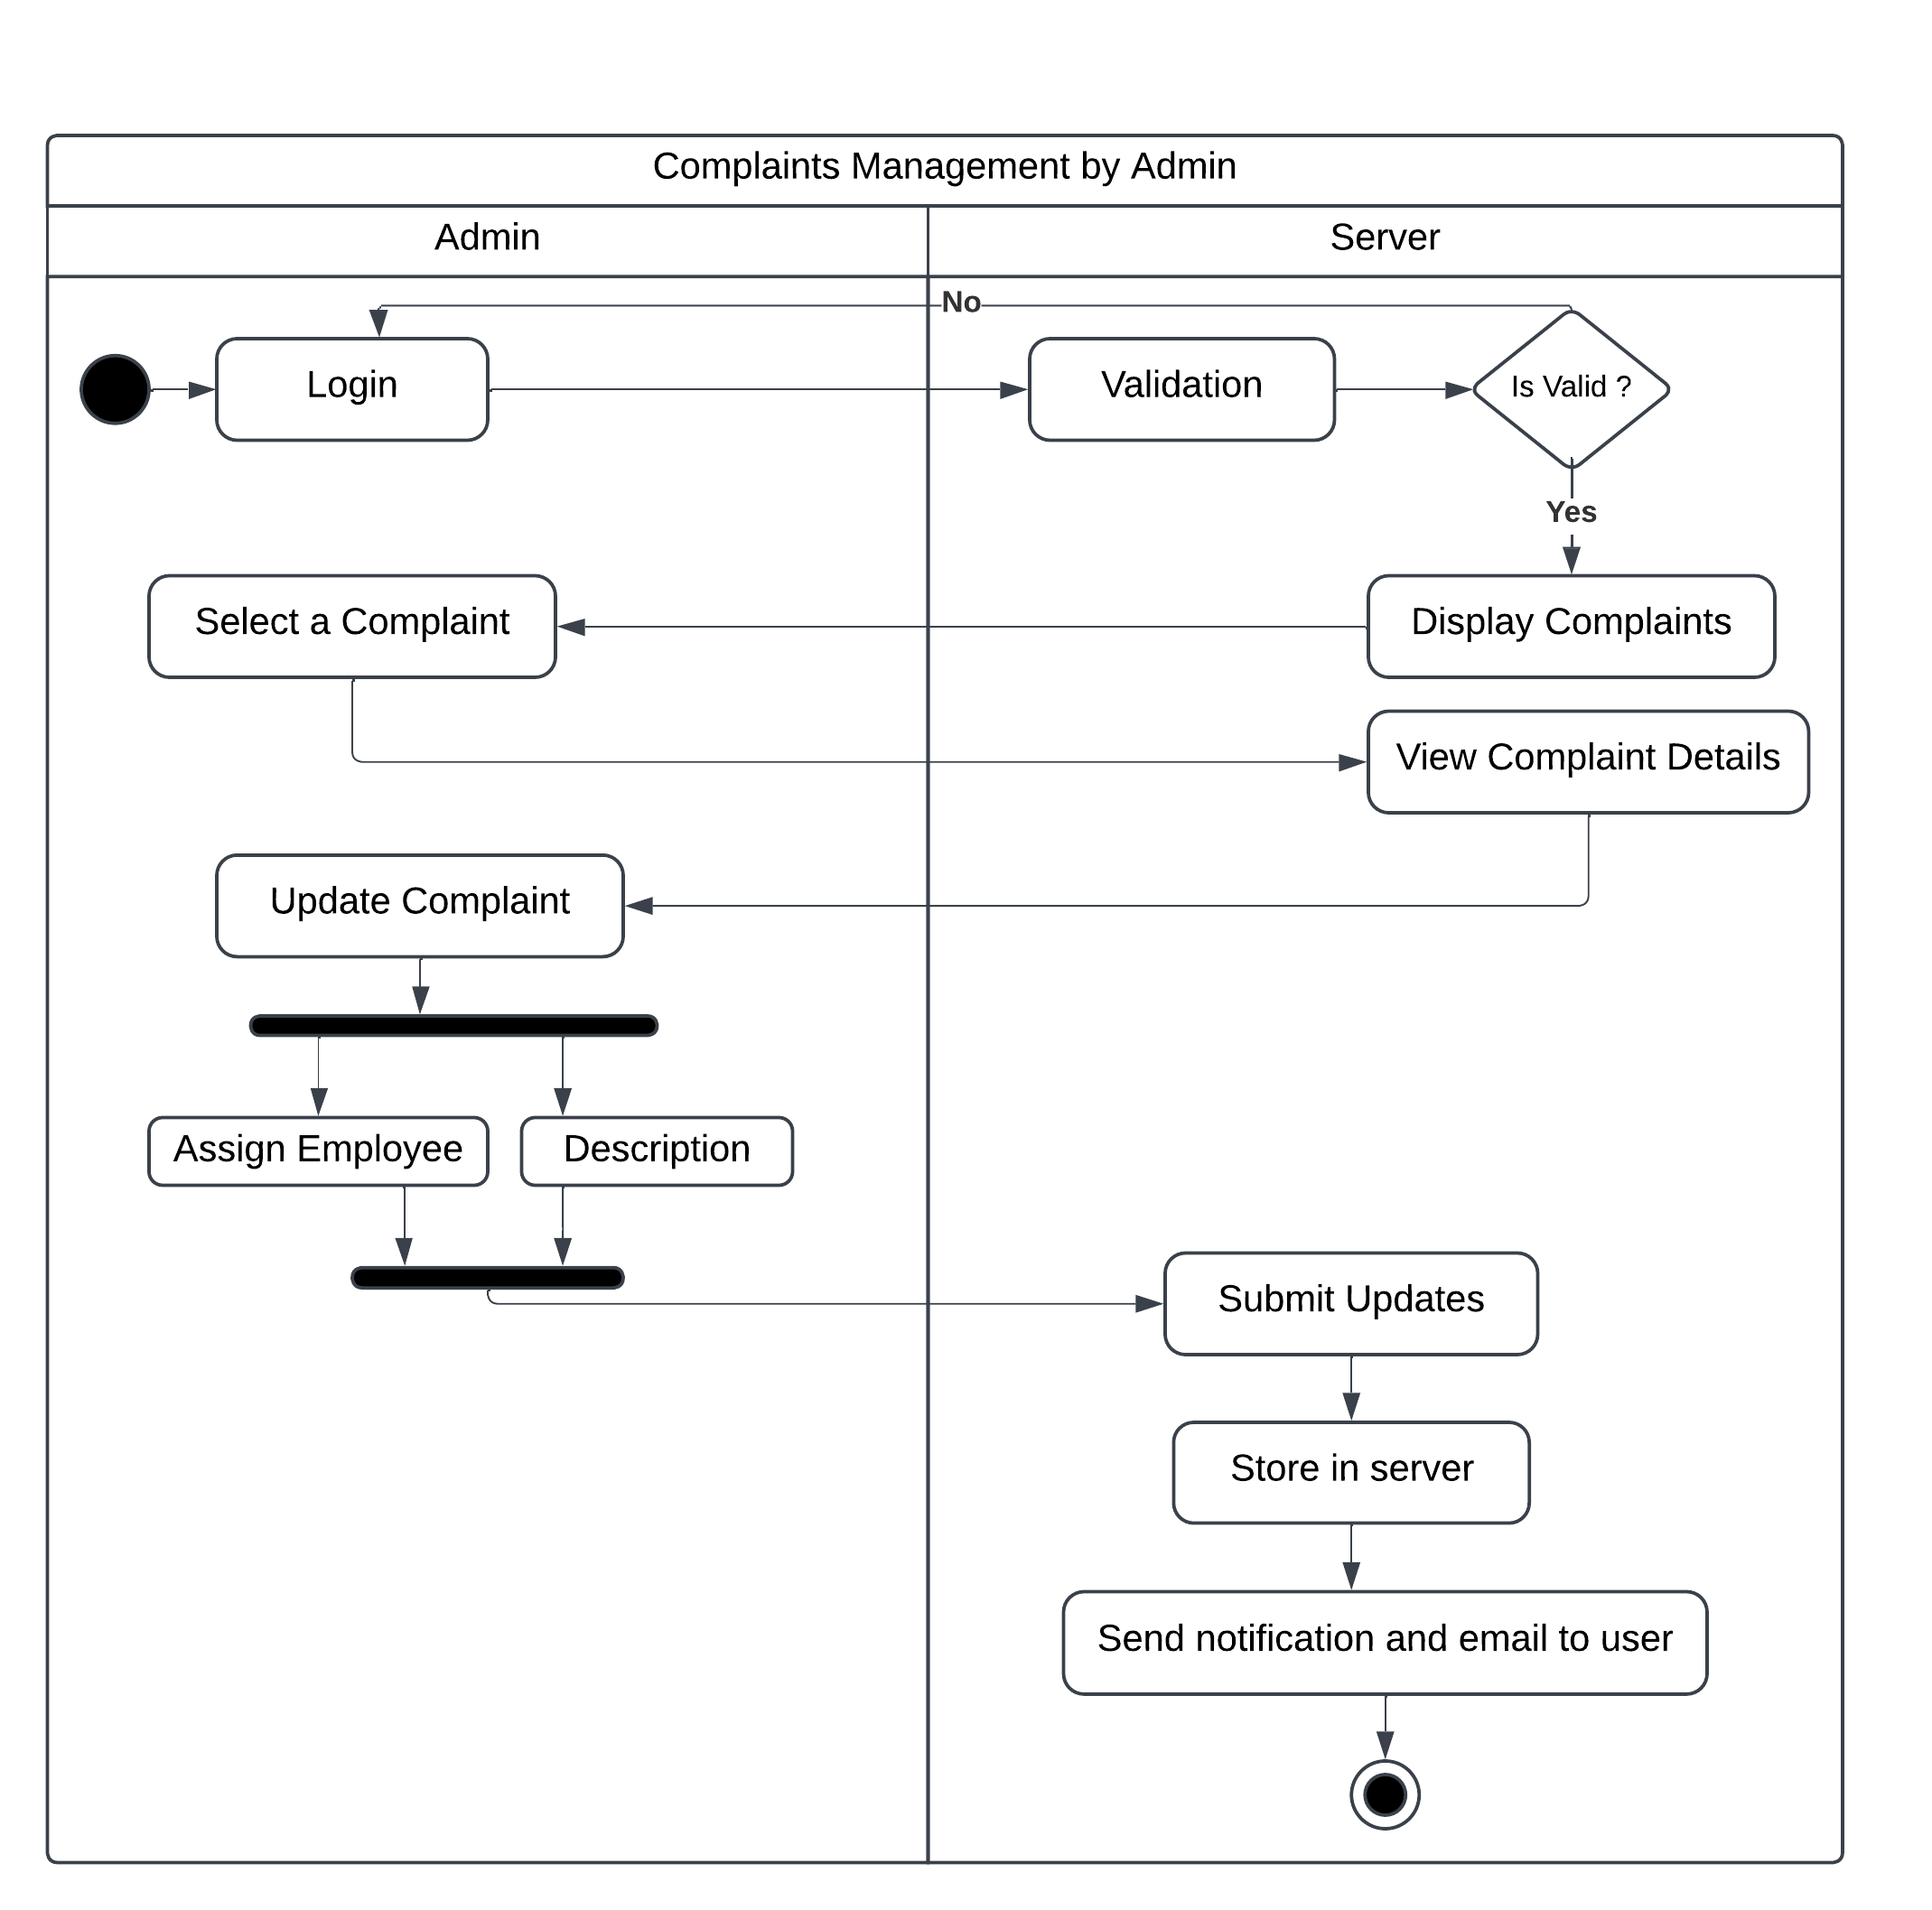 Complaints Management by Admin
Admin
Server
No
Login
Validation
Is Valid ?
Yes
Select a Complaint
Display Complaints
View Complaint Details
Update Complaint
Assign Employee
Description
Submit Updates
Store in server
Send notification and email to user